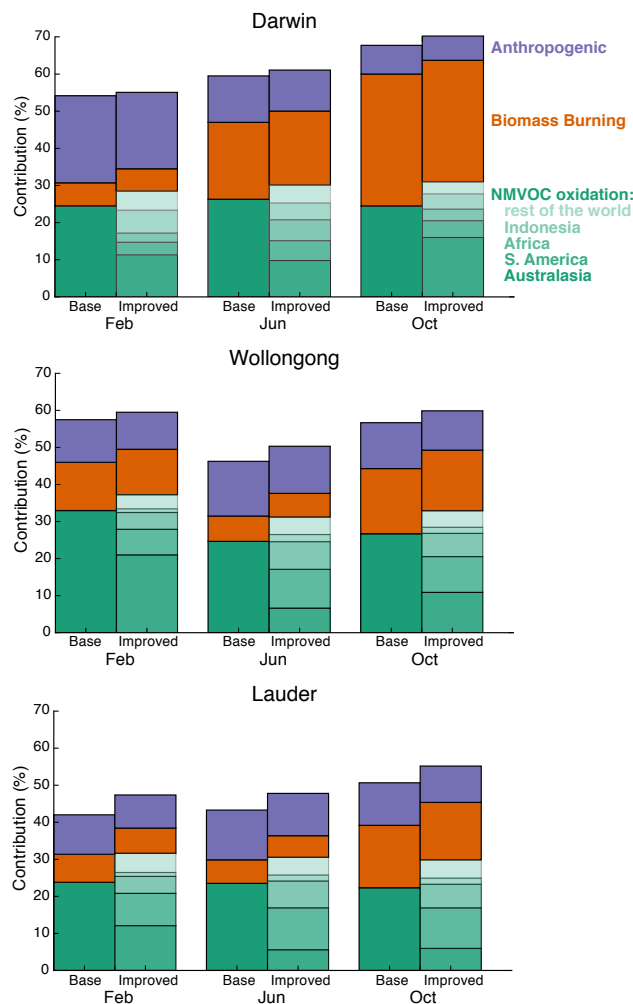 Darwin
Contribution (%)
70
60
50
40
30
20
10
0
Anthropogenic
Biomass Burning
NMVOC oxidation:
rest of the world
Indonesia
Africa
S. America
Australasia
Base Improved Base Improved Base Improved
Feb Jun Oct
Wollongong
Contribution (%)
70
60
50
40
30
20
10
0
Base Improved Base Improved Base Improved
Feb Jun Oct
Lauder
Contribution (%)
70
60
50
40
30
20
10
0
Base Improved Base Improved Base Improved
Feb Jun Oct